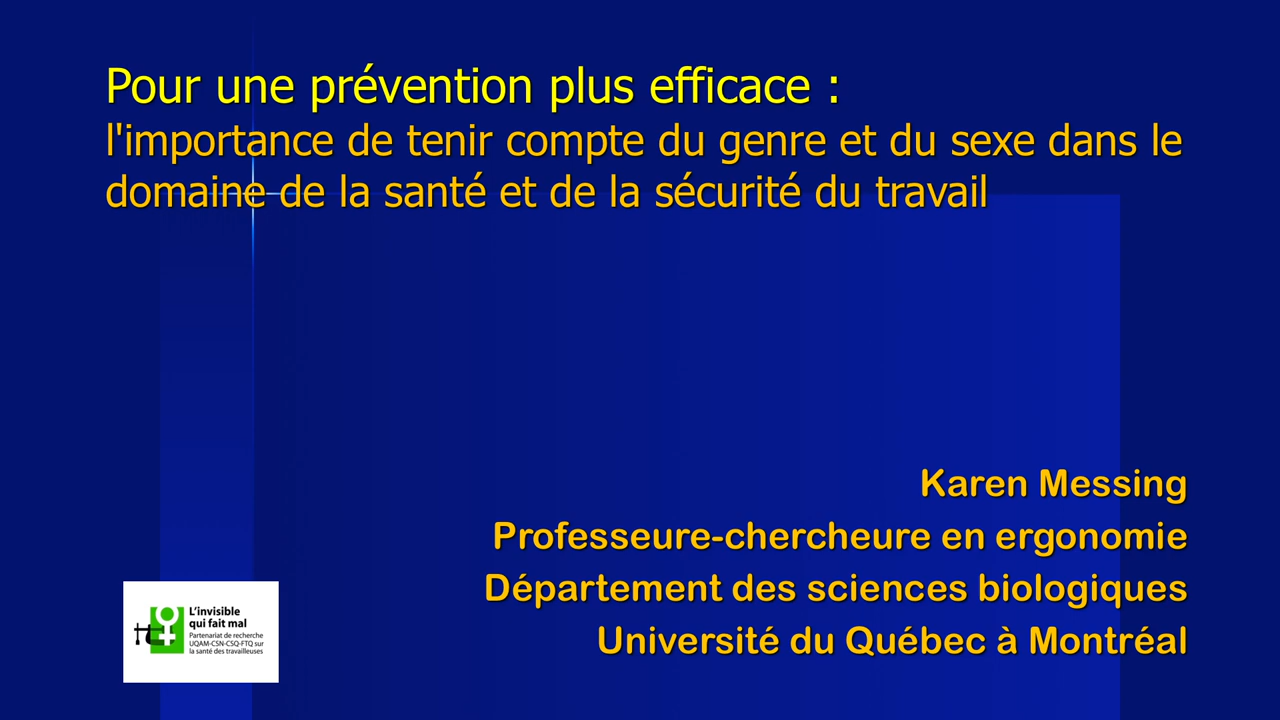 Pour une prévention plus efficace :
l'importance de tenir compte du genre et du sexe dans le
domaine de la santé et de la sécurité du travail
Karen Messing
Professeure-chercheure en ergonomie
Département des sciences biologiques
Université du Québec à Montréal
L'invisible
qui fait mal
Partenariat de recherche
UQAM-CSN-CSQ-FTQ sur
la santé des travailleuses